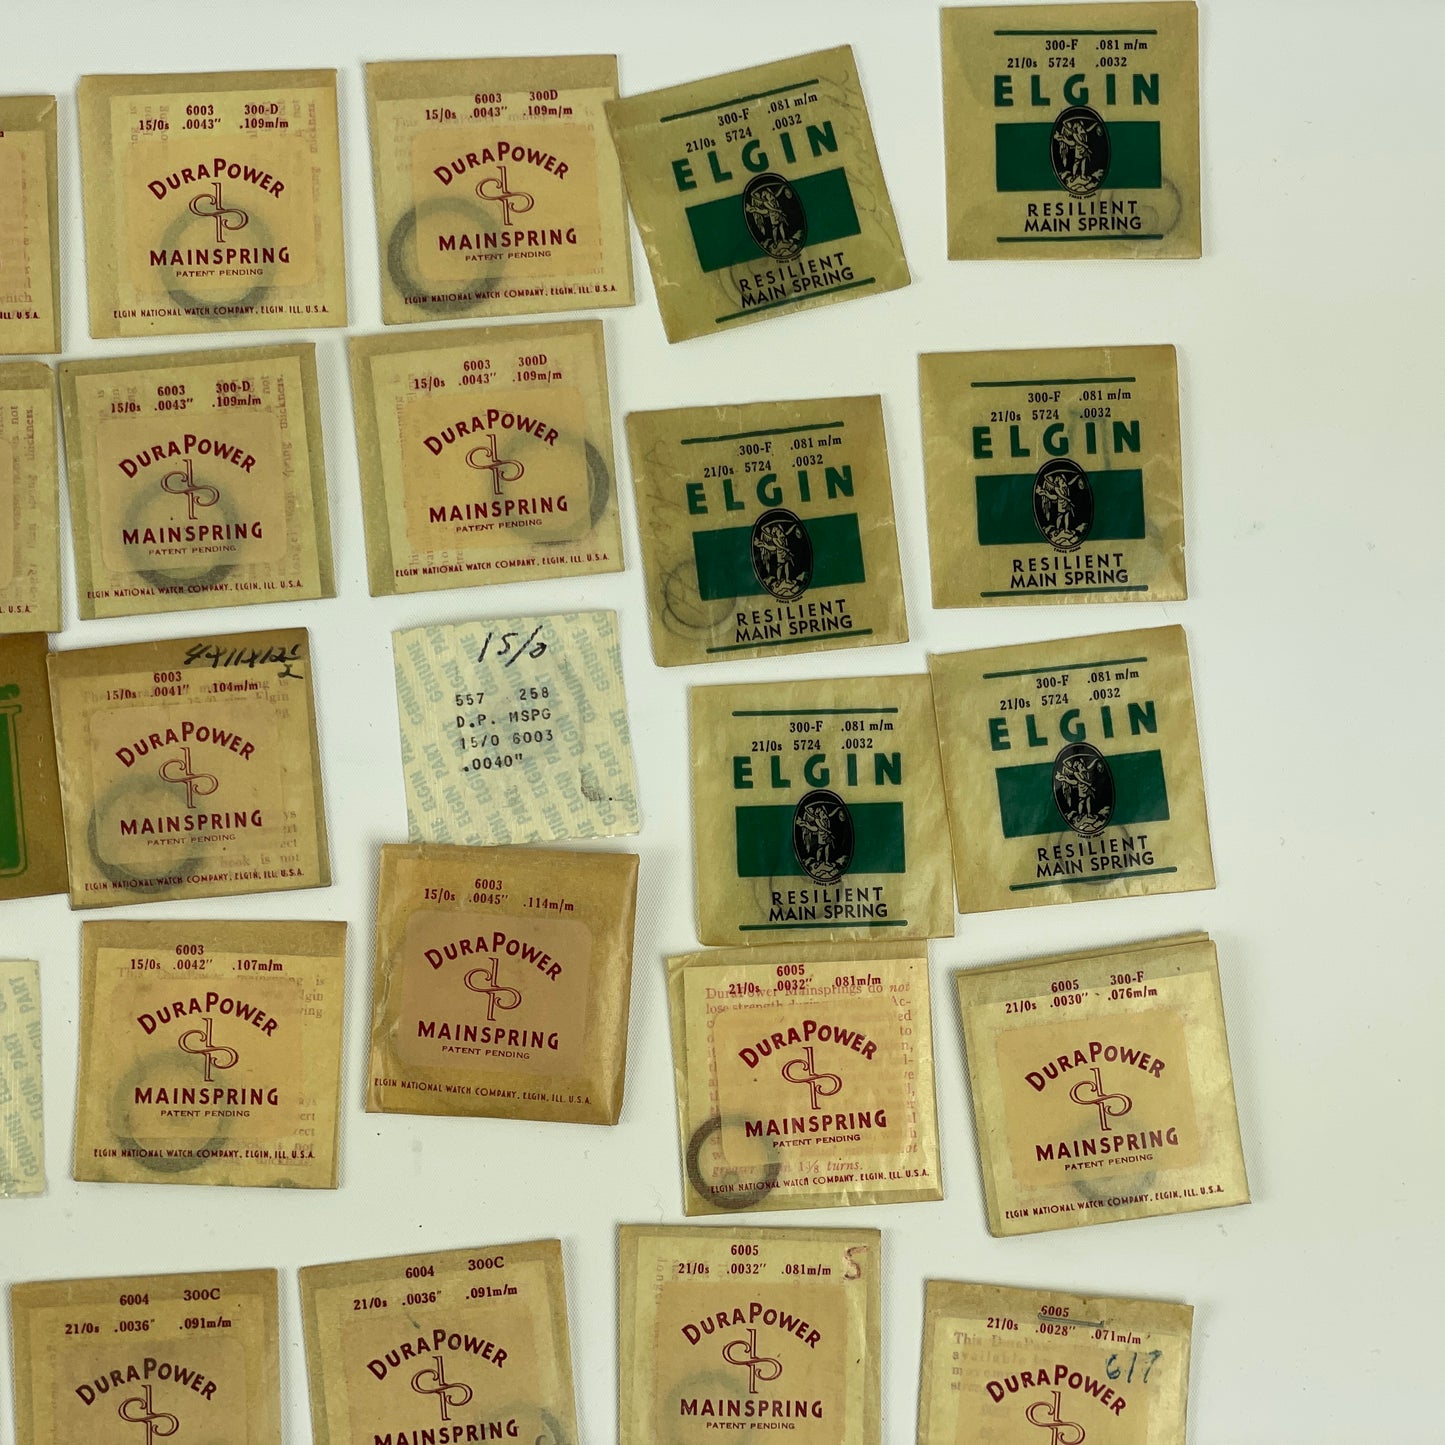 6003 300-D
15/0s .0043" .109m/m
DURAPOWER
MAINSPRING
PATENT PENDING
ELGIN NATIONAL WATCH COMPANY, ELGIN, ILL. U.S.A.
6003 300D
15/0s .0043" .109m/m
DURAPOWER
MAINSPRING
PATENT PENDING
ELGIN NATIONAL WATCH COMPANY, ELGIN, ILL. U.S.A.
300-F .081 m/m
21/0s 5724 .0032
ELGIN
RESILIENT
MAIN SPRING
300-F .081 m/m
21/0s 5724 .0032
ELGIN
RESILIENT
MAIN SPRING
ILL. U.S.A.
6003 300-D
15/0s .0043" .109m/m
DURAPOWER
MAINSPRING
PATENT PENDING
ELGIN NATIONAL WATCH COMPANY, ELGIN, ILL. U.S.A.
6003 300D
15/0s .0043" .109m/m
DURAPOWER
MAINSPRING
PATENT PENDING
ELGIN NATIONAL WATCH COMPANY, ELGIN, ILL. U.S.A.
300-F .081 m/m
21/0s 5724 .0032
ELGIN
RESILIENT
MAIN SPRING
300-F .081 m/m
21/0s 5724 .0032
ELGIN
RESILIENT
MAIN SPRING
L. U.S.A.
6003
15/0s .0041" .104m/m
DURAPOWER
MAINSPRING
PATENT PENDING
ELGIN NATIONAL WATCH COMPANY, ELGIN, ILL. U.S.A.
15/0
557 258
D.P. MSPG
15/0 6003
.0040"
GENUINE ELGIN PART
300-F .081 m/m
21/0s 5724 .0032
ELGIN
RESILIENT
MAIN SPRING
300-F .081 m/m
21/0s 5724 .0032
ELGIN
RESILIENT
MAIN SPRING
6003
15/0s .0042" .107m/m
DURAPOWER
MAINSPRING
PATENT PENDING
ELGIN NATIONAL WATCH COMPANY, ELGIN, ILL. U.S.A.
6003
15/0s .0045" .114m/m
DURAPOWER
MAINSPRING
PATENT PENDING
ELGIN NATIONAL WATCH COMPANY, ELGIN, ILL. U.S.A.
6005
21/0s .0032" .081m/m
DuraPower Mainsprings do not
DURAPOWER
MAINSPRING
PATENT PENDING
1⅛ turns.
ELGIN NATIONAL WATCH COMPANY, ELGIN, ILL. U.S.A.
6005 300-F
21/0s .0030" .076m/m
DURAPOWER
MAINSPRING
PATENT PENDING
ELGIN NATIONAL WATCH COMPANY, ELGIN, ILL. U.S.A.
6004 300C
21/0s .0036" .091m/m
DURAPOWER
6004 300C
21/0s .0036" .091m/m
DURAPOWER
MAINSPRING
6005
21/0s .0032" .081m/m
S
DURAPOWER
MAINSPRING
PATENT PENDING
6005
21/0s .0028" .071m/m
617
DURAPOWER